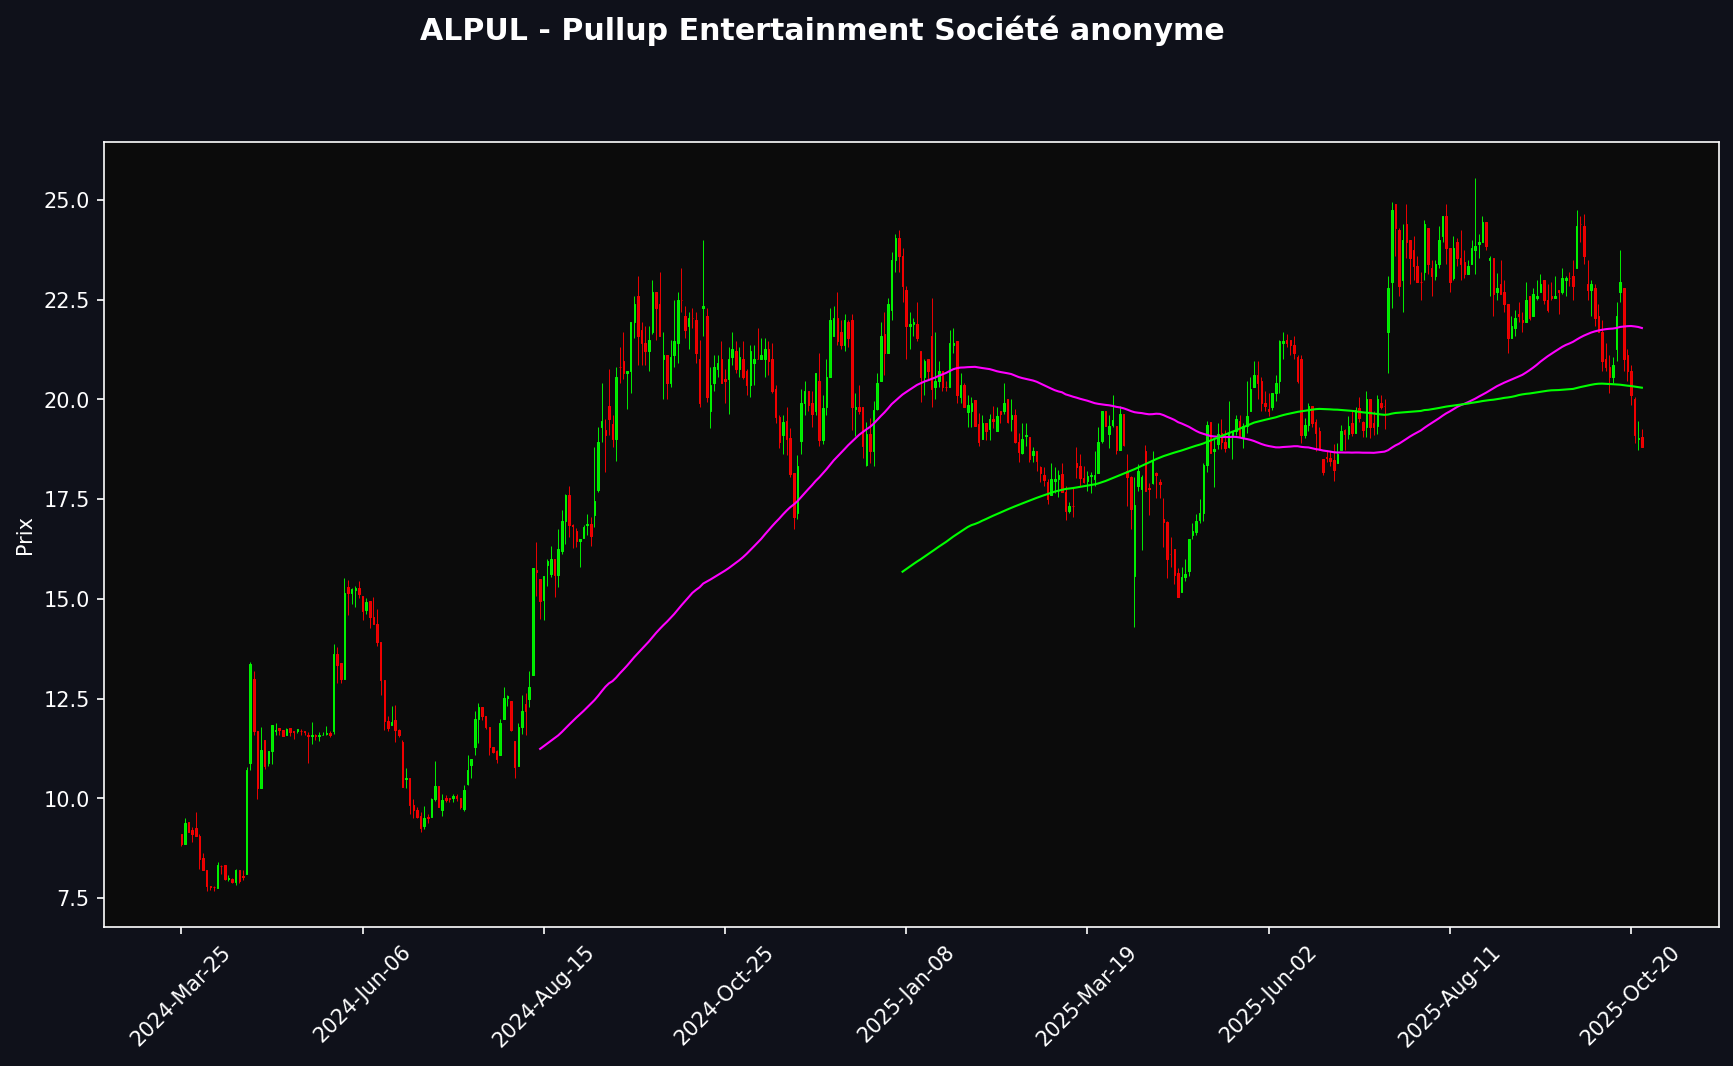 ALPUL - Pullup Entertainment Société anonyme
Prix
25.0
22.5
20.0
17.5
15.0
12.5
10.0
7.5
2024-Mar-25
2024-Jun-06
2024-Aug-15
2024-Oct-25
2025-Jan-08
2025-Mar-19
2025-Jun-02
2025-Aug-11
2025-Oct-20